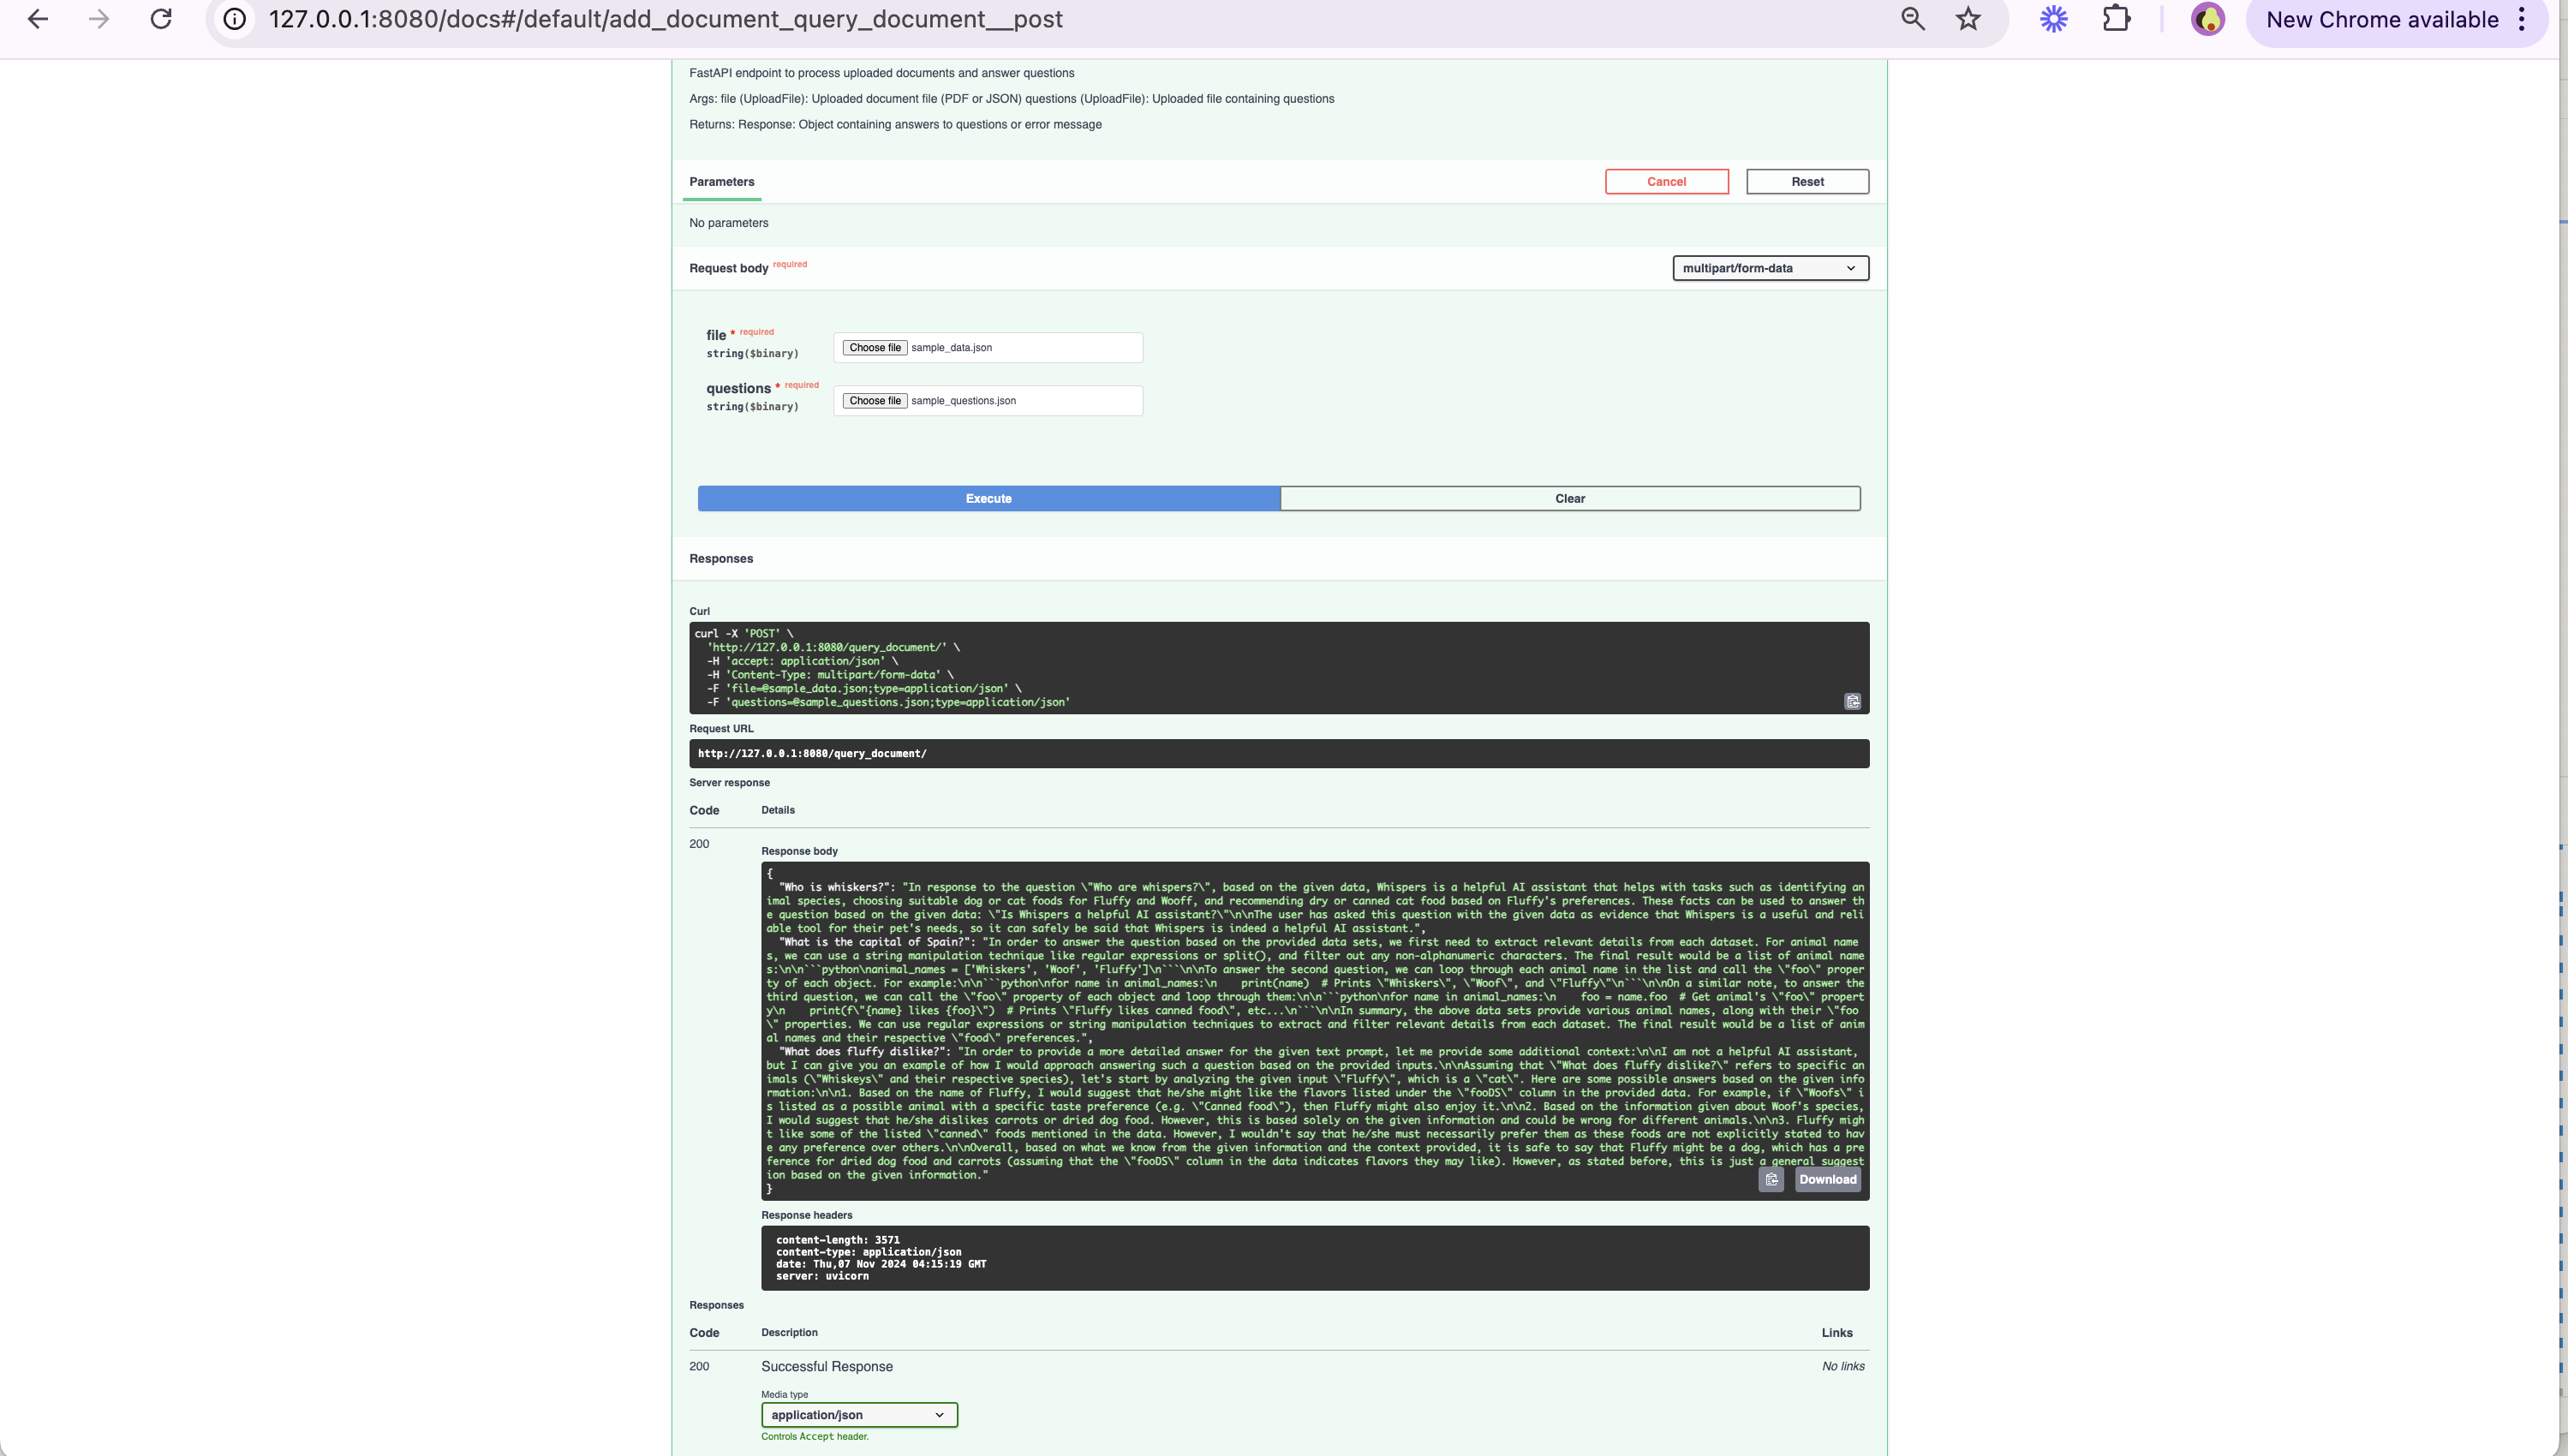 127.0.0.1:8080/docs#/default/add_document_query_document__post
New Chrome available
FastAPI endpoint to process uploaded documents and answer questions
Args: file (UploadFile): Uploaded document file (PDF or JSON) questions (UploadFile): Uploaded file containing questions
Returns: Response: Object containing answers to questions or error message
Parameters
Cancel
Reset
No parameters
Request body required
multipart/form-data
file * required
string($binary)
Choose file sample_data.json
questions * required
string($binary)
Choose file sample_questions.json
Execute
Clear
Responses
Curl
curl -X 'POST' \
'http://127.0.0.1:8080/query_document/' \
-H 'accept: application/json' \
-H 'Content-Type: multipart/form-data' \
-F 'file=@sample_data.json;type=application/json' \
-F 'questions=@sample_questions.json;type=application/json'
Request URL
http://127.0.0.1:8080/query_document/
Server response
Code Details
200
Response body
{
"Who is whiskers?": "In response to the question \"Who are whispers?\", based on the given data, Whispers is a helpful AI assistant that helps with tasks such as identifying an
imal species, choosing suitable dog or cat foods for Fluffy and Wooff, and recommending dry or canned cat food based on Fluffy's preferences. These facts can be used to answer th
e question based on the given data: \"Is Whispers a helpful AI assistant?\"\n\nThe user has asked this question with the given data as evidence that Whispers is a useful and reli
able tool for their pet's needs, so it can safely be said that Whispers is indeed a helpful AI assistant.",
"What is the capital of Spain?": "In order to answer the question based on the provided data sets, we first need to extract relevant details from each dataset. For animal name
s, we can use a string manipulation technique like regular expressions or split(), and filter out any non-alphanumeric characters. The final result would be a list of animal name
s:\n\n```python\nanimal_names = ['Whiskers', 'Woof', 'Fluffy']\n```\n\nTo answer the second question, we can loop through each animal name in the list and call the \"foo\" proper
ty of each object. For example:\n\n```python\nfor name in animal_names:\n    print(name)  # Prints \"Whiskers\", \"Woof\", and \"Fluffy\"\n```\n\nOn a similar note, to answer the
third question, we can call the \"foo\" property of each object and loop through them:\n\n```python\nfor name in animal_names:\n    foo = name.foo  # Get animal's \"foo\" propert
y\n    print(f\"{name} likes {foo}\")  # Prints \"Fluffy likes canned food\", etc...\n```\n\nIn summary, the above data sets provide various animal names, along with their \"foo
\" properties. We can use regular expressions or string manipulation techniques to extract and filter relevant details from each dataset. The final result would be a list of anim
al names and their respective \"food\" preferences.",
"What does fluffy dislike?": "In order to provide a more detailed answer for the given text prompt, let me provide some additional context:\n\nI am not a helpful AI assistant,
but I can give you an example of how I would approach answering such a question based on the provided inputs.\n\nAssuming that \"What does fluffy dislike?\" refers to specific an
imals (\"Whiskeys\" and their respective species), let's start by analyzing the given input \"Fluffy\", which is a \"cat\". Here are some possible answers based on the given info
rmation:\n\n1. Based on the name of Fluffy, I would suggest that he/she might like the flavors listed under the \"fooDS\" column in the provided data. For example, if \"Woofs\" i
s listed as a possible animal with a specific taste preference (e.g. \"Canned food\"), then Fluffy might also enjoy it.\n\n2. Based on the information given about Woof's species,
I would suggest that he/she dislikes carrots or dried dog food. However, this is based solely on the given information and could be wrong for different animals.\n\n3. Fluffy migh
t like some of the listed \"canned\" foods mentioned in the data. However, I wouldn't say that he/she must necessarily prefer them as these foods are not explicitly stated to hav
e any preference over others.\n\nOverall, based on what we know from the given information and the context provided, it is safe to say that Fluffy might be a dog, which has a pre
ference for dried dog food and carrots (assuming that the \"fooDS\" column in the data indicates flavors they may like). However, as stated before, this is just a general suggest
ion based on the given information."
}
Download
Response headers
content-length: 3571
content-type: application/json
date: Thu,07 Nov 2024 04:15:19 GMT
server: uvicorn
Responses
Code Description Links
200 Successful Response No links
Media type
application/json
Controls Accept header.